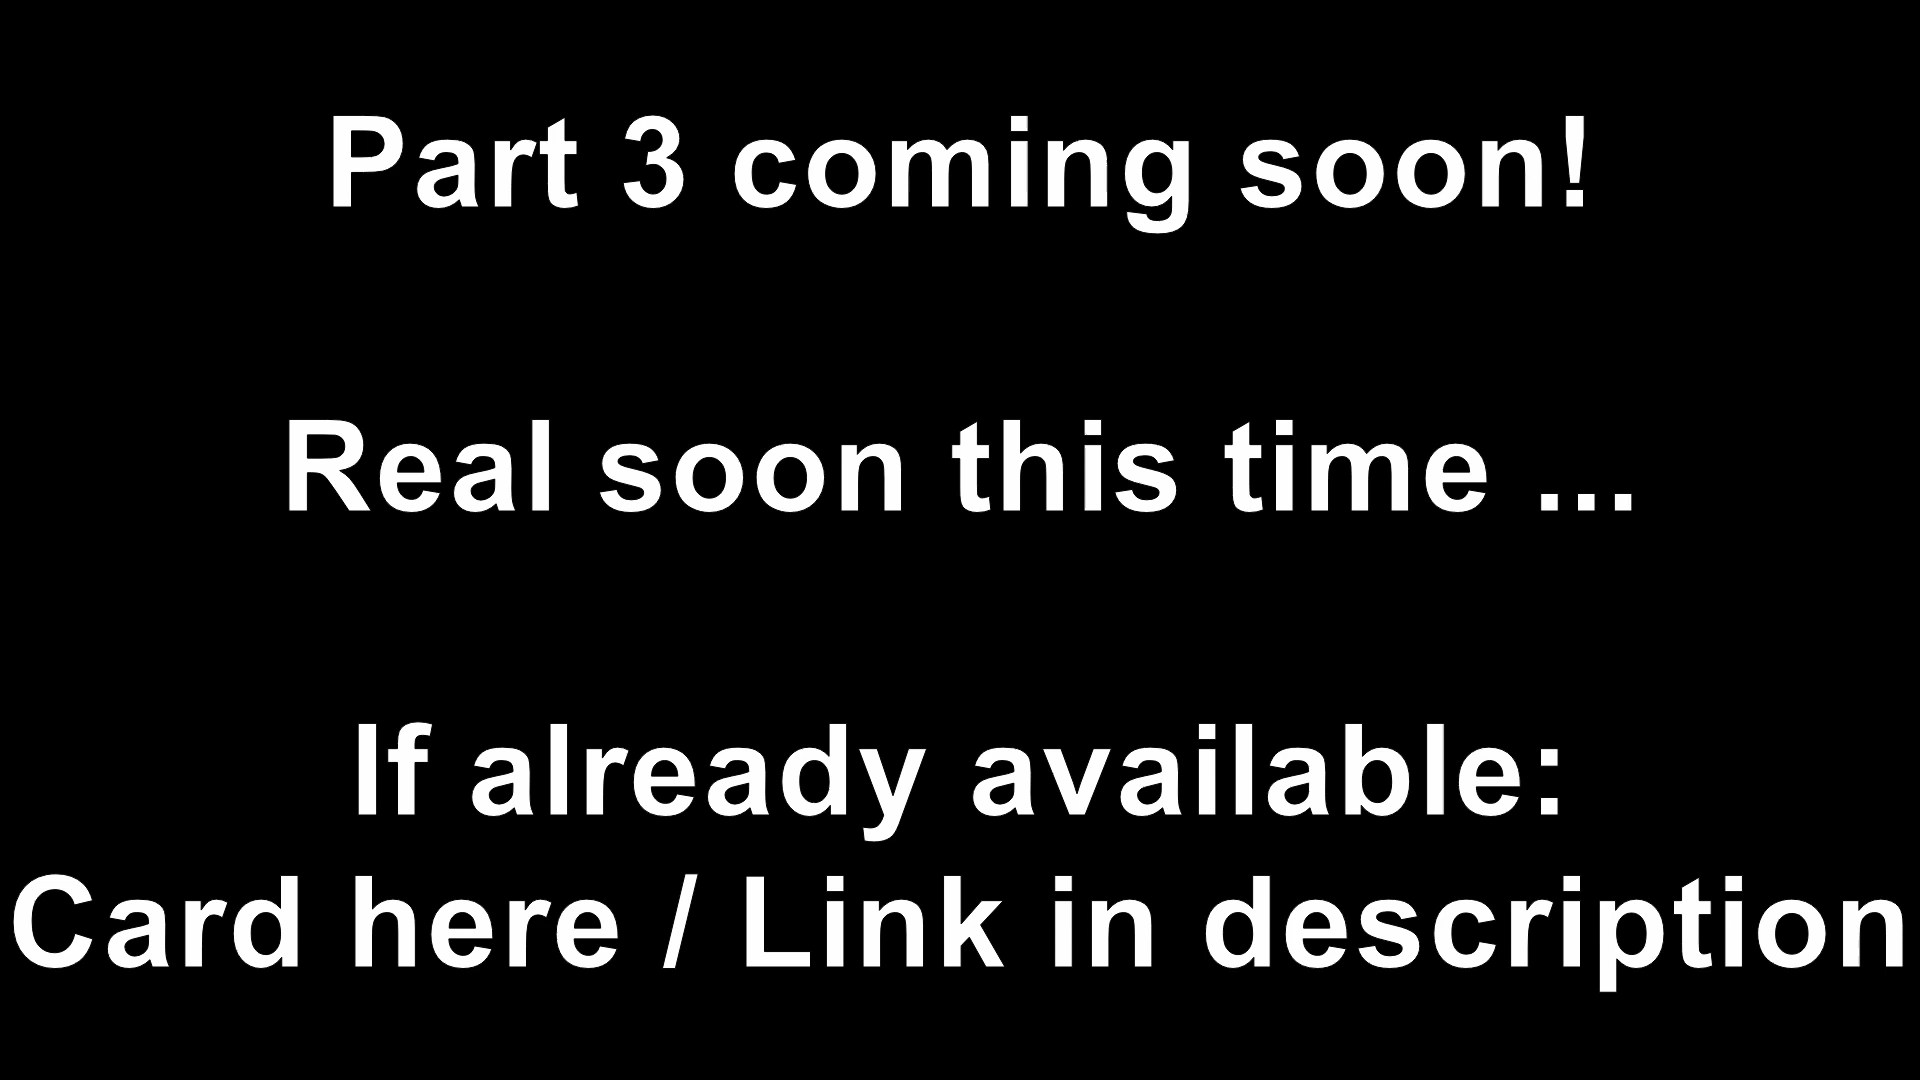 Part 3 coming soon!
Real soon this time ...
If already available:
Card here / Link in description